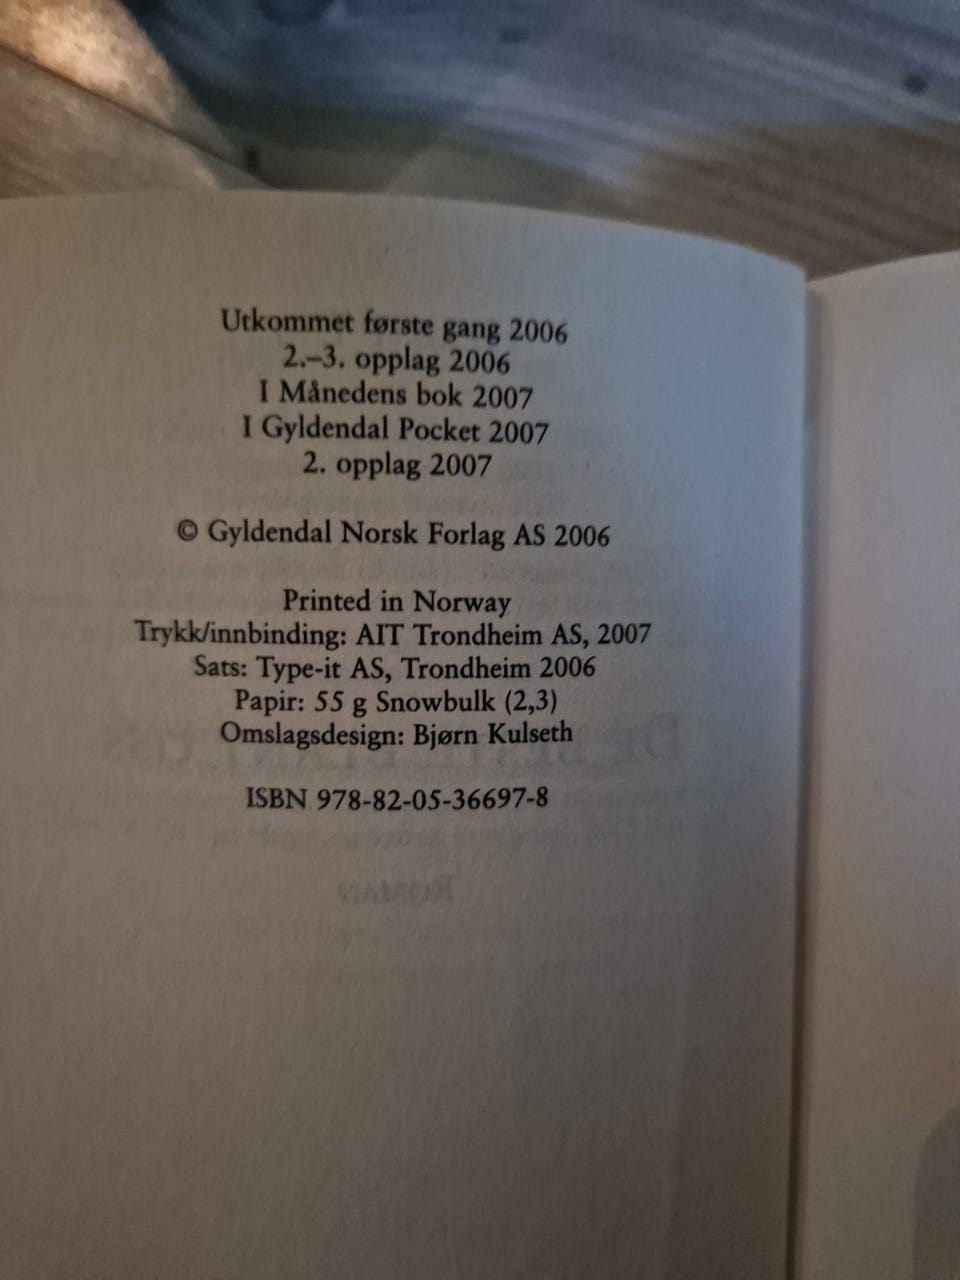 Utkommet første gang 2006
2.–3. opplag 2006
I Månedens bok 2007
I Gyldendal Pocket 2007
2. opplag 2007
© Gyldendal Norsk Forlag AS 2006
Printed in Norway
Trykk/innbinding: AIT Trondheim AS, 2007
Sats: Type-it AS, Trondheim 2006
Papir: 55 g Snowbulk (2,3)
Omslagsdesign: Bjørn Kulseth
ISBN 978-82-05-36697-8